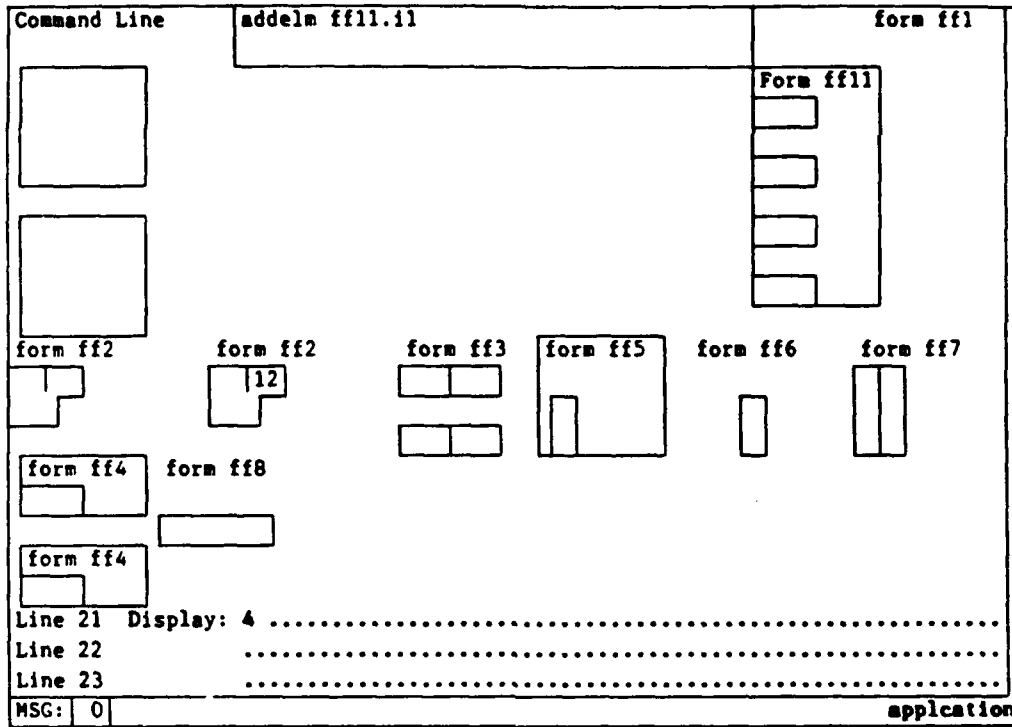 Command Line addelm ff11.i1 form ff1
Form ff11
form ff2 form ff2 form ff3 form ff5 form ff6 form ff7
12
form ff4 form ff8
form ff4
Line 21 Display: 4 ..........................................................
Line 22 ............................................................
Line 23 ............................................................
MSG: 0 applcation